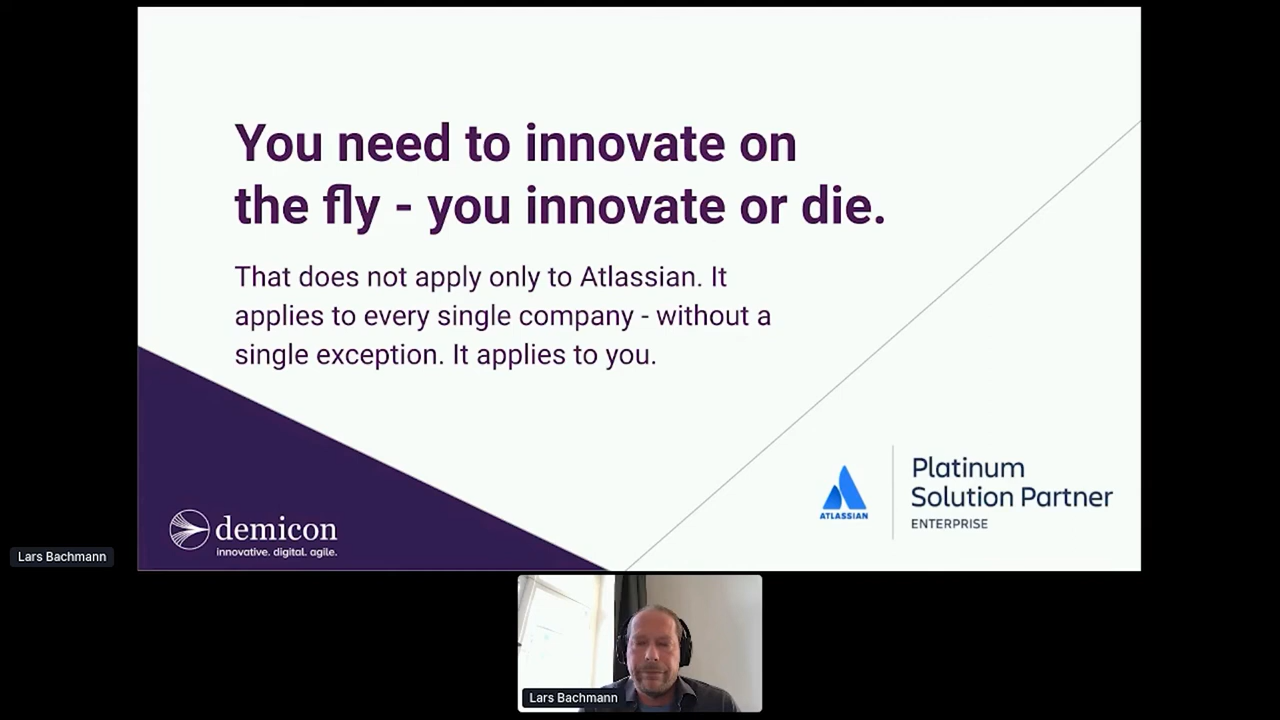 You need to innovate on
the fly - you innovate or die.
That does not apply only to Atlassian. It
applies to every single company - without a
single exception. It applies to you.
demicon
innovative. digital. agile.
ATLASSIAN
Platinum
Solution Partner
ENTERPRISE
Lars Bachmann
Lars Bachmann